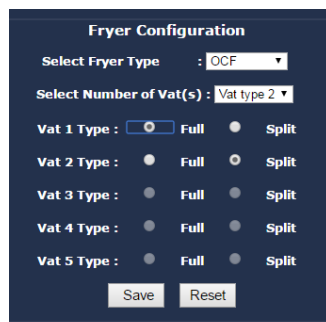 Fryer Configuration
Select Fryer Type : OCF
Select Number of Vat(s) : Vat type 2
Vat 1 Type : Full Split
Vat 2 Type : Full Split
Vat 3 Type : Full Split
Vat 4 Type : Full Split
Vat 5 Type : Full Split
Save Reset